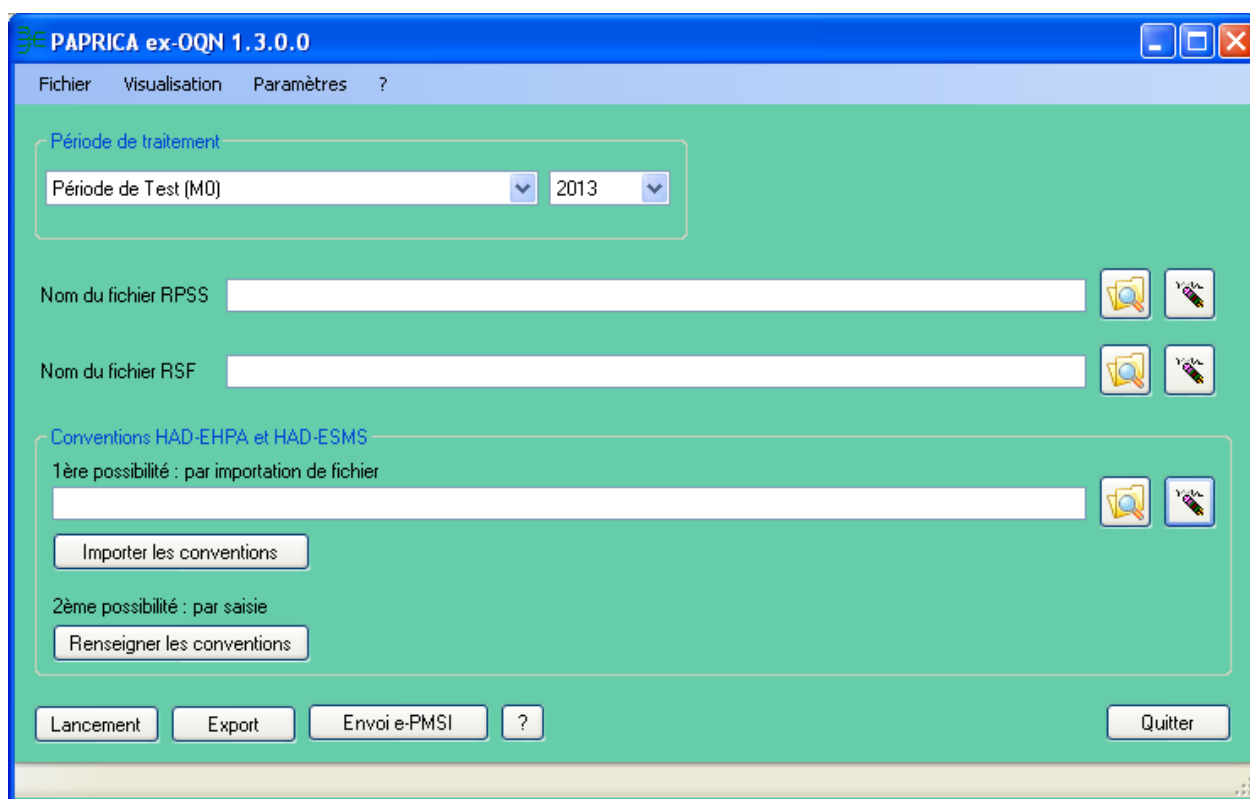 PAPRICA ex-OQN 1.3.0.0
Fichier Visualisation Paramètres ?
Période de traitement
Période de Test (M0) 2013
Nom du fichier RPSS
Nom du fichier RSF
Conventions HAD-EHPA et HAD-ESMS
1ère possibilité : par importation de fichier
Importer les conventions
2ème possibilité : par saisie
Renseigner les conventions
Lancement Export Envoi e-PMSI ? Quitter